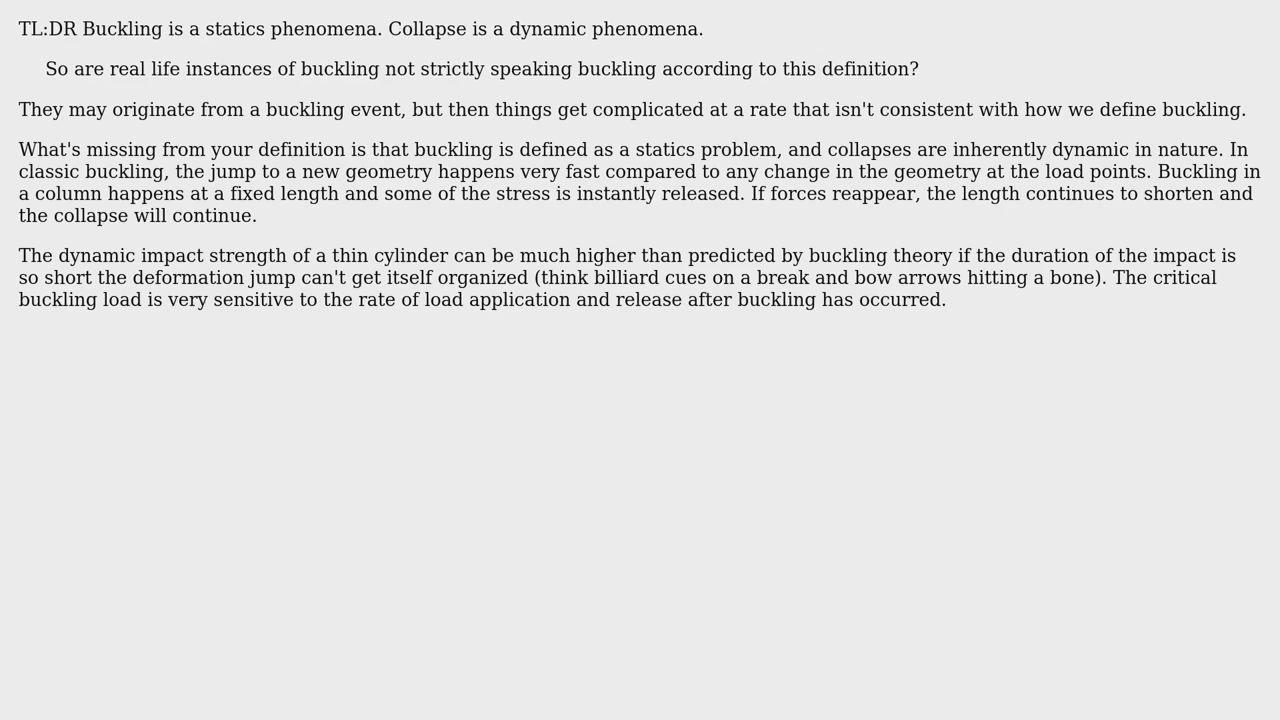 TL:DR Buckling is a statics phenomena. Collapse is a dynamic phenomena.
So are real life instances of buckling not strictly speaking buckling according to this definition?
They may originate from a buckling event, but then things get complicated at a rate that isn't consistent with how we define buckling.
What's missing from your definition is that buckling is defined as a statics problem, and collapses are inherently dynamic in nature. In
classic buckling, the jump to a new geometry happens very fast compared to any change in the geometry at the load points. Buckling in
a column happens at a fixed length and some of the stress is instantly released. If forces reappear, the length continues to shorten and
the collapse will continue.
The dynamic impact strength of a thin cylinder can be much higher than predicted by buckling theory if the duration of the impact is
so short the deformation jump can't get itself organized (think billiard cues on a break and bow arrows hitting a bone). The critical
buckling load is very sensitive to the rate of load application and release after buckling has occurred.